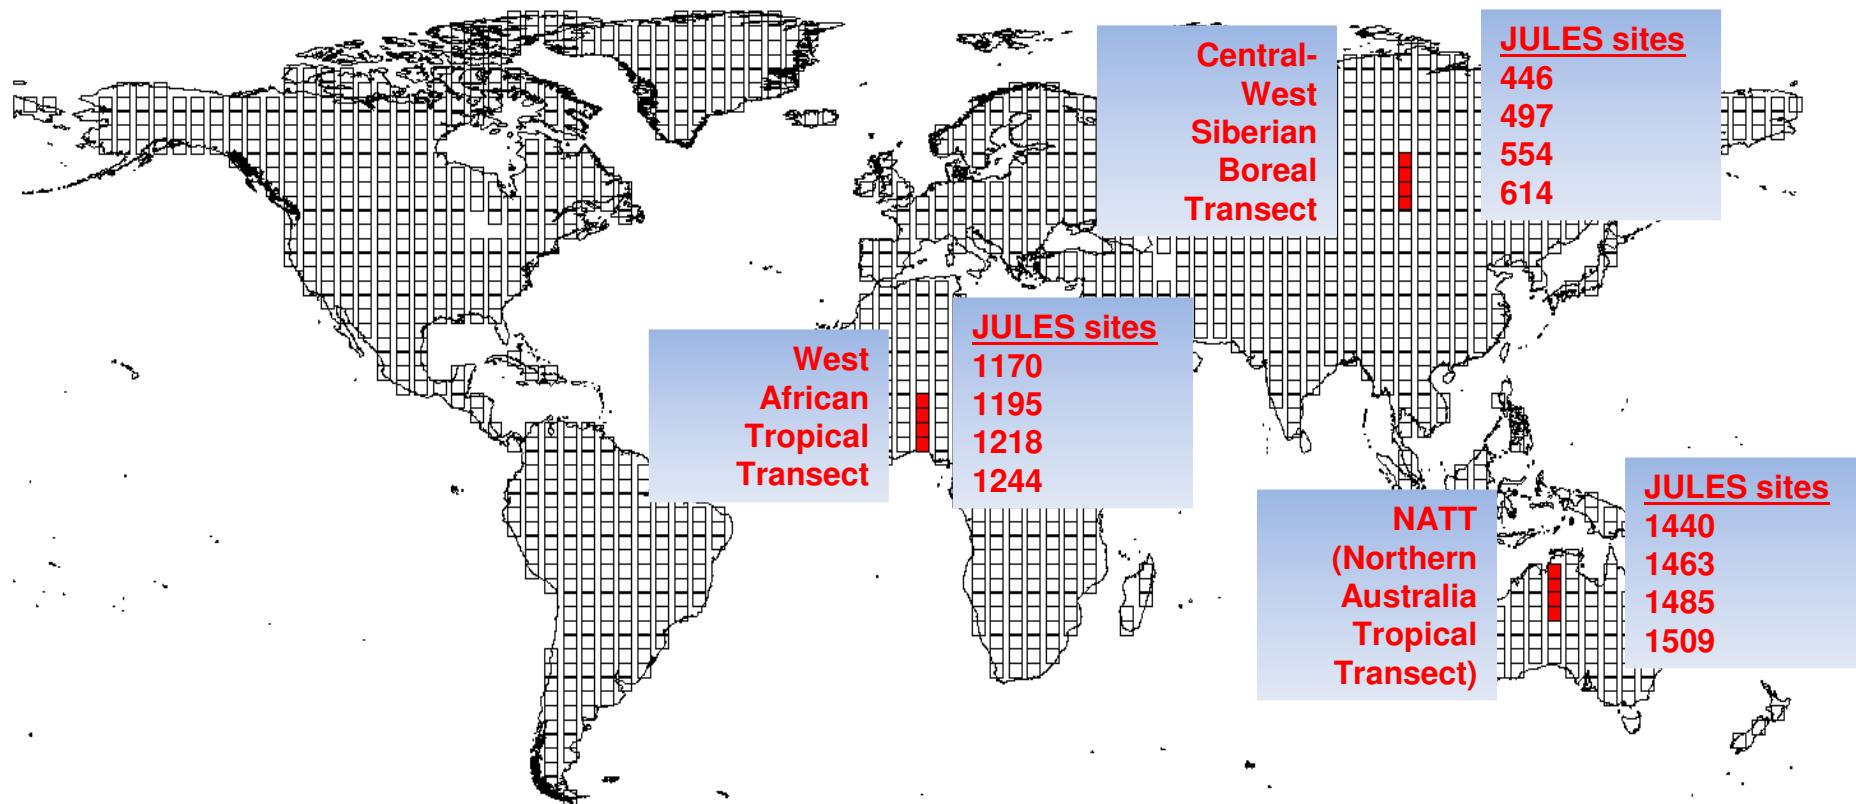 Central-
West
Siberian
Boreal
Transect
JULES sites
446
497
554
614
West
African
Tropical
Transect
JULES sites
1170
1195
1218
1244
NATT
(Northern
Australia
Tropical
Transect)
JULES sites
1440
1463
1485
1509